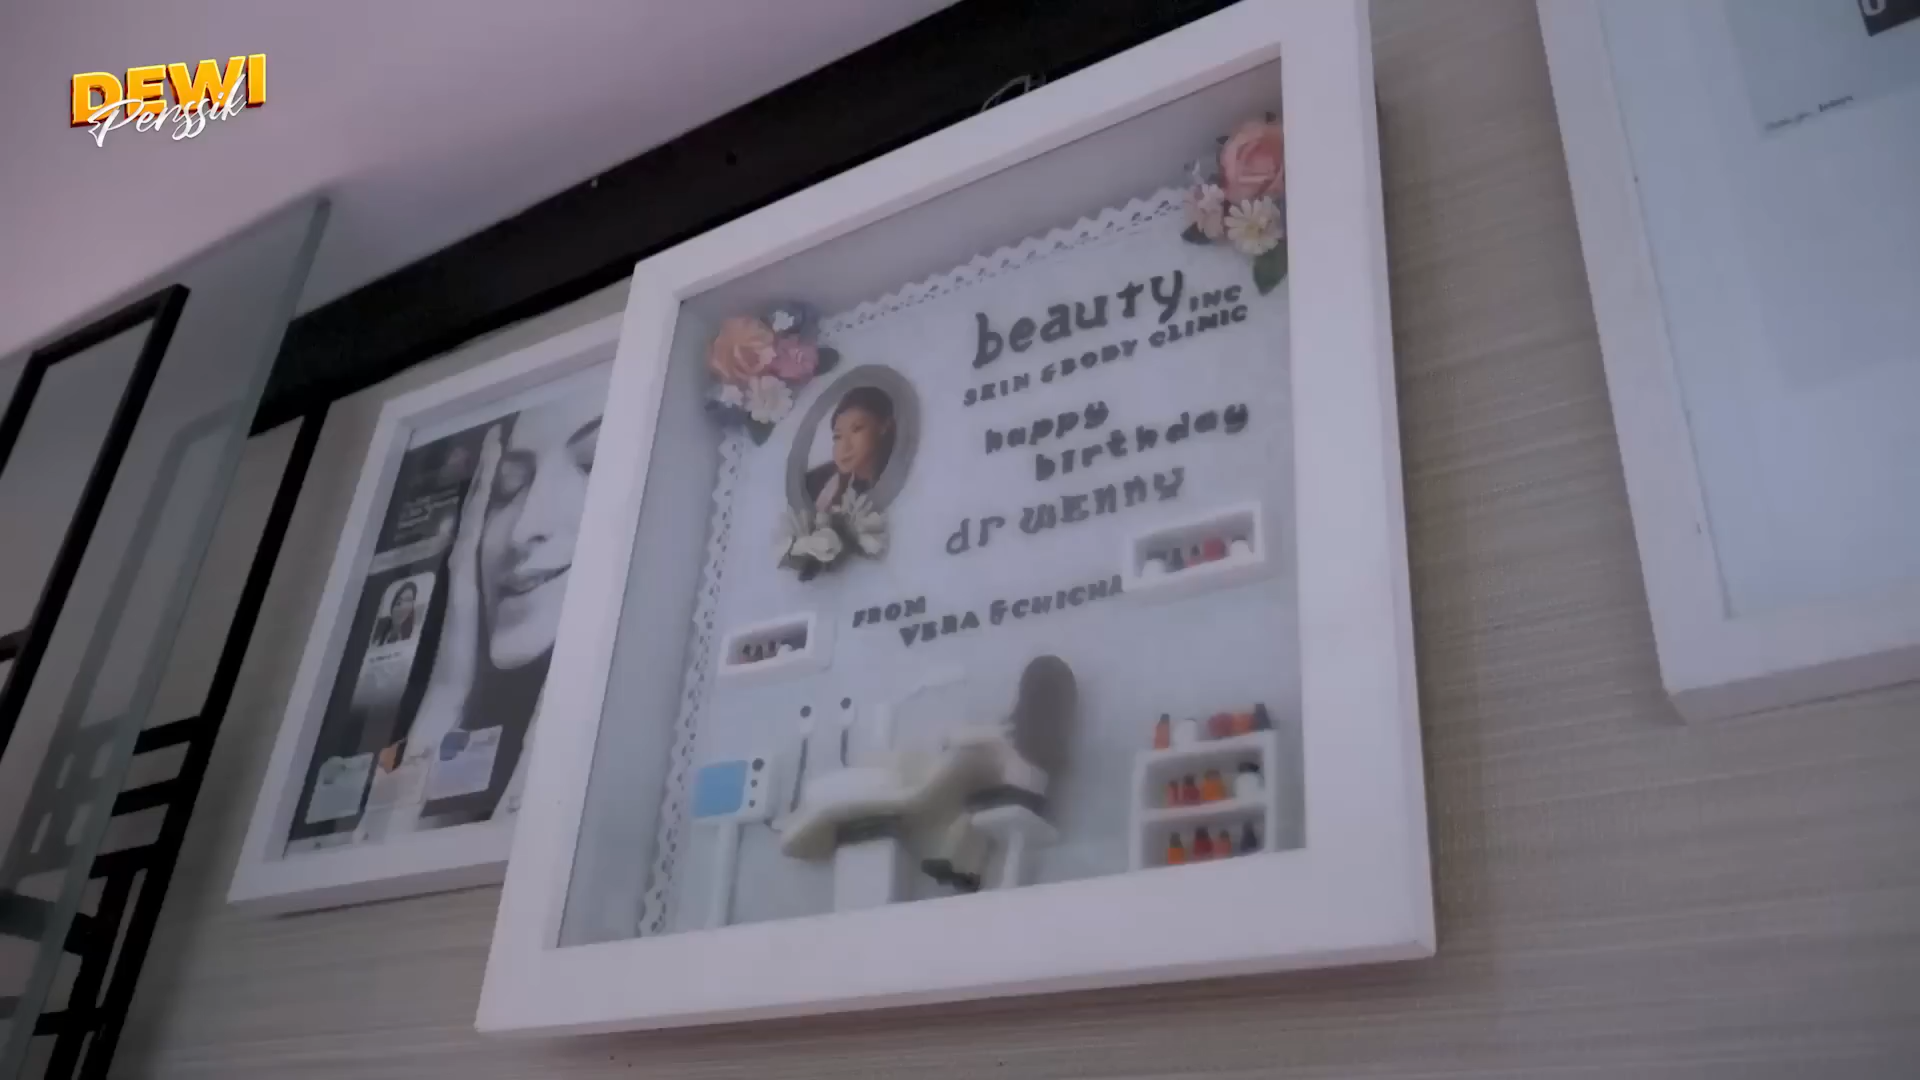 DEWI
Perssik
beauty INC
SKIN & BODY CLINIC
happy
birthday
dr WENNY
FROM
VERA & CHICHA